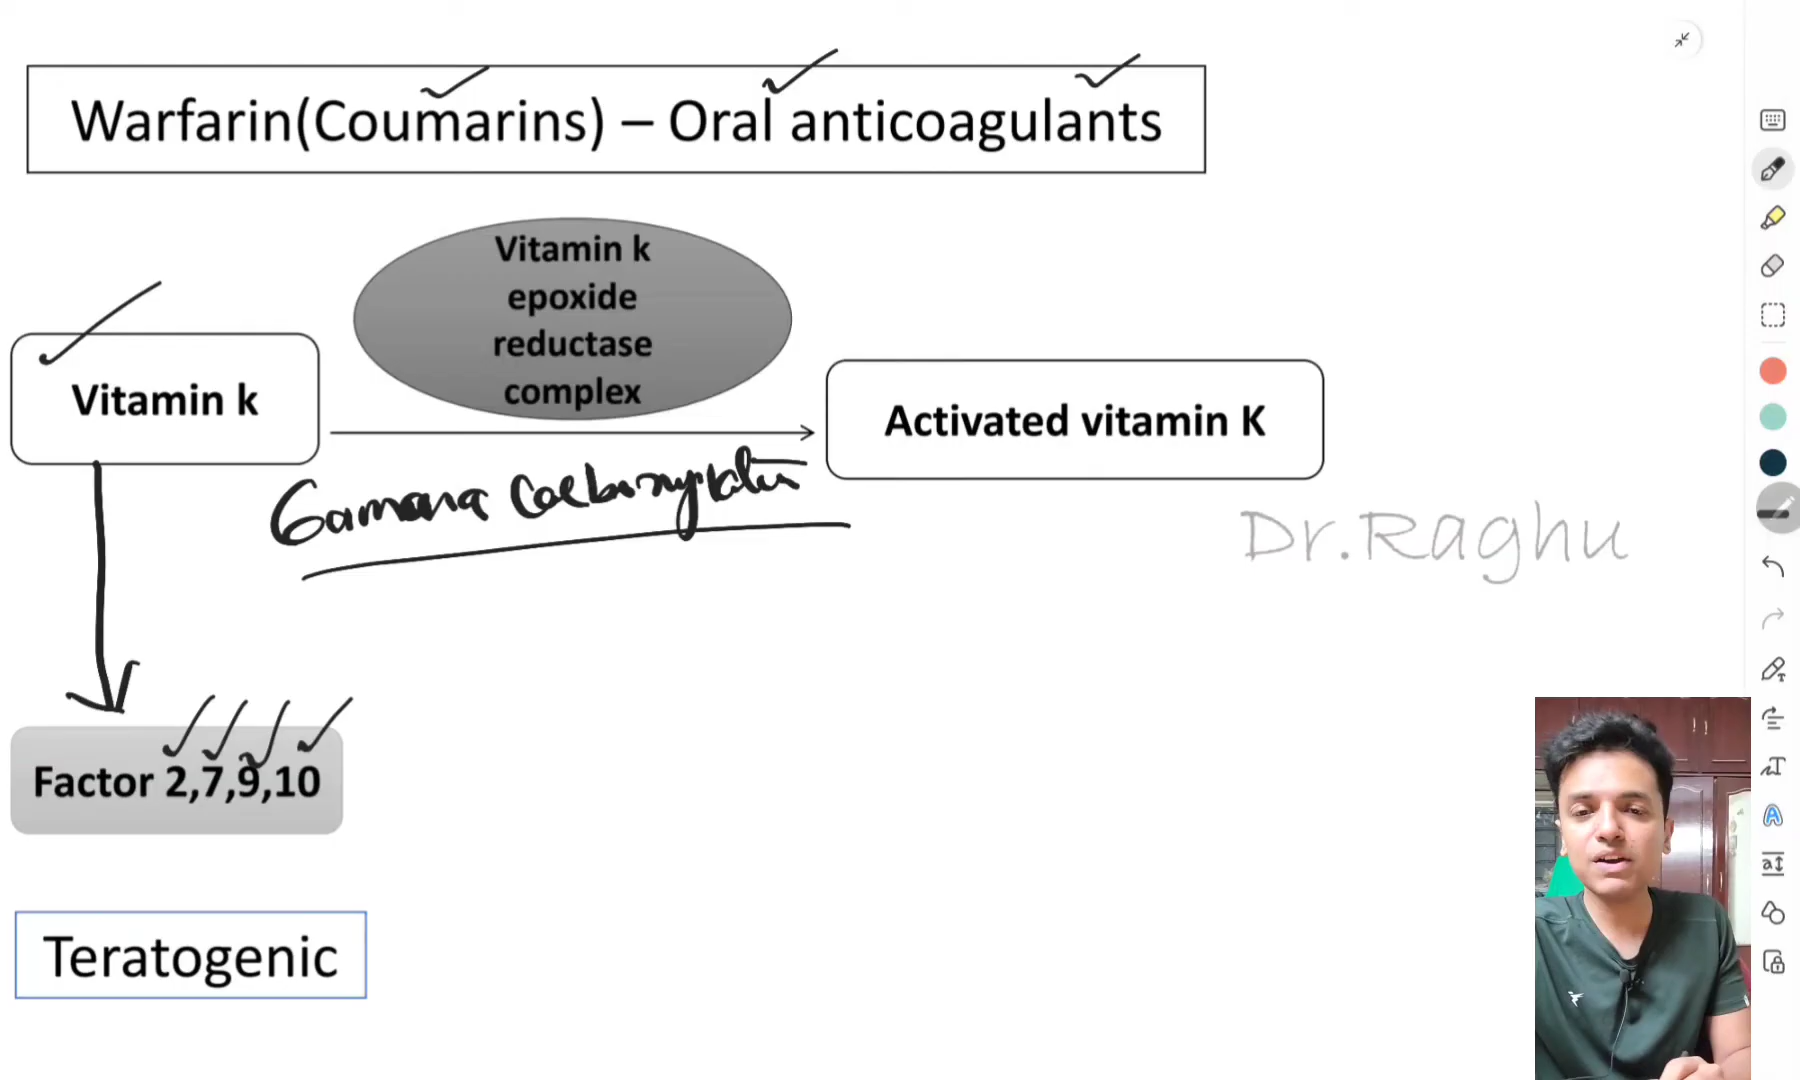 Warfarin(Coumarins) – Oral anticoagulants
Vitamin k
epoxide
reductase
complex
Vitamin k
Activated vitamin K
Gamma Carboxylation
Dr.Raghu
Factor 2,7,9,10
Teratogenic